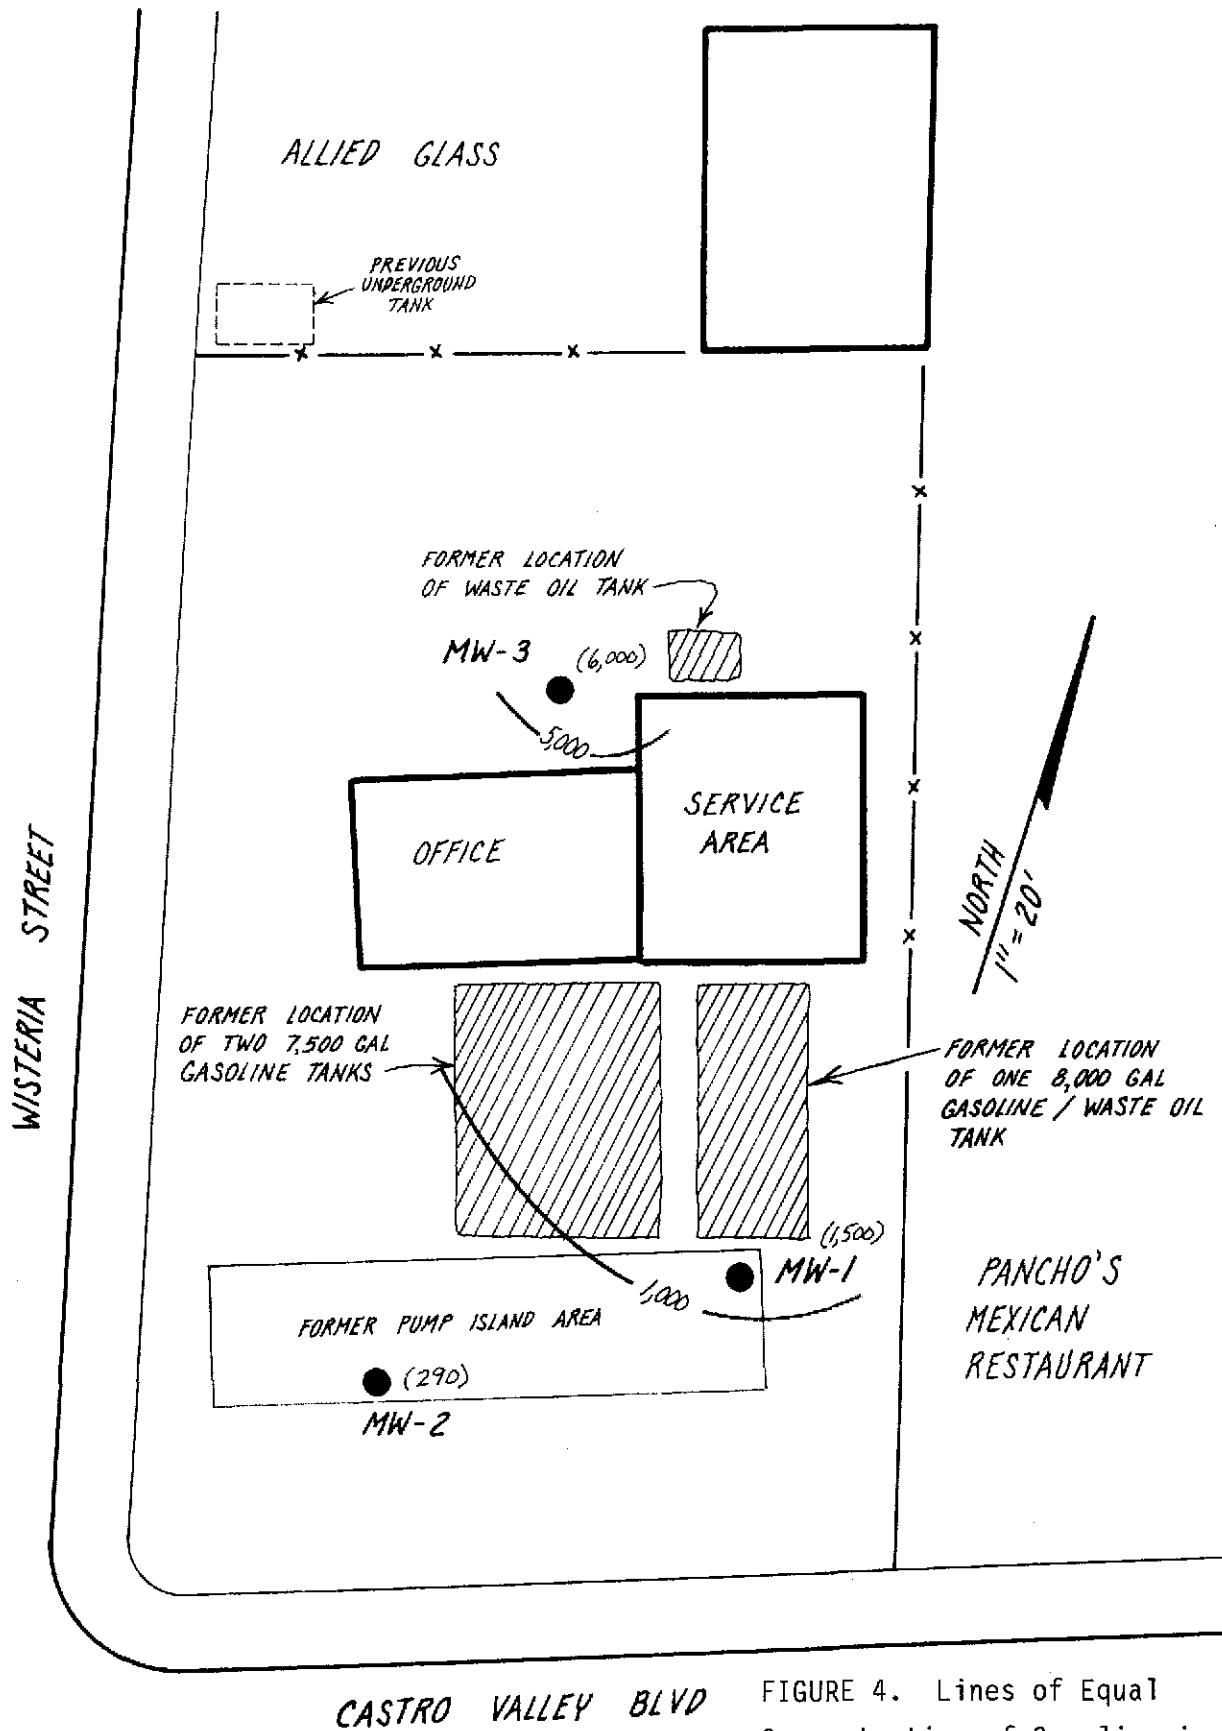 ALLIED GLASS
PREVIOUS
UNDERGROUND
TANK
FORMER LOCATION
OF WASTE OIL TANK
MW-3 (6,000)
5,000
SERVICE
AREA
OFFICE
NORTH
1" = 20'
WISTERIA STREET
FORMER LOCATION
OF TWO 7,500 GAL
GASOLINE TANKS
FORMER LOCATION
OF ONE 8,000 GAL
GASOLINE / WASTE OIL
TANK
(1,500)
MW-1
1,000
FORMER PUMP ISLAND AREA
(290)
MW-2
PANCHO'S
MEXICAN
RESTAURANT
CASTRO VALLEY BLVD
FIGURE 4. Lines of Equal